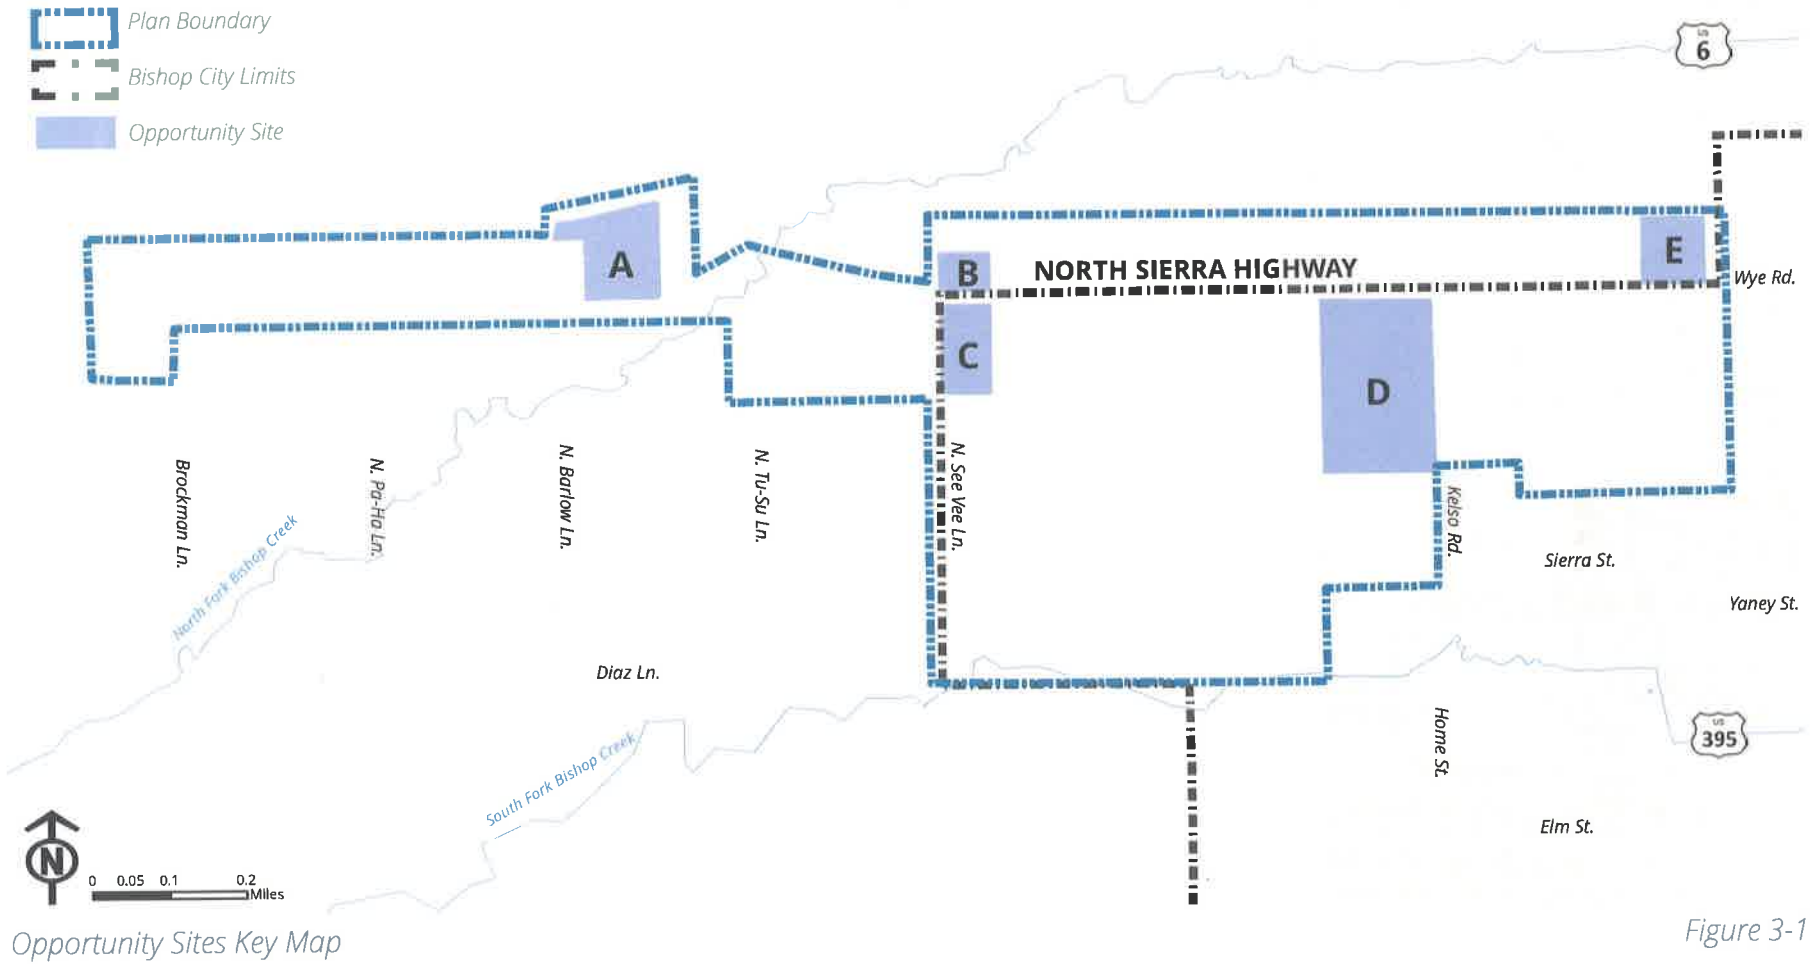 Plan Boundary
Bishop City Limits
Opportunity Site
US
6
A
B
NORTH SIERRA HIGHWAY
E
Wye Rd.
C
D
Brockman Ln.
N. Pa-Ha Ln.
N. Barlow Ln.
N. Tu-Su Ln.
N. See Vee Ln.
Kelso Rd.
North Fork Bishop Creek
Sierra St.
Yaney St.
Diaz Ln.
South Fork Bishop Creek
Home St.
US
395
Elm St.
N
0 0.05 0.1 0.2
Miles
Opportunity Sites Key Map
Figure 3-1